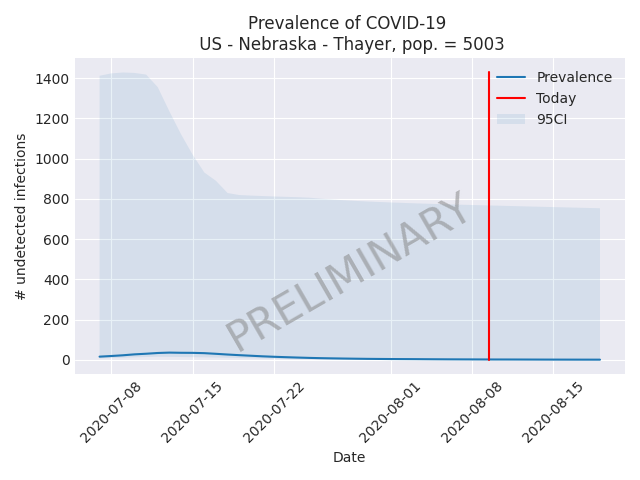 Prevalence of COVID-19
US - Nebraska - Thayer, pop. = 5003
# undetected infections
1400
1200
1000
800
600
400
200
0
Prevalence
Today
95CI
PRELIMINARY
2020-07-08
2020-07-15
2020-07-22
2020-08-01
2020-08-08
2020-08-15
Date